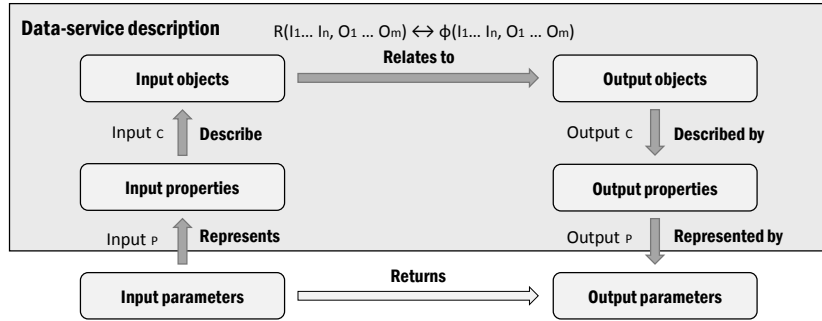 Data-service description
R(I1... In, O1 ... Om) ↔ ϕ(I1... In, O1 ... Om)
Relates to
Input objects
Output objects
Input C
Describe
Output C
Described by
Input properties
Output properties
Input P
Represents
Output P
Represented by
Returns
Input parameters
Output parameters